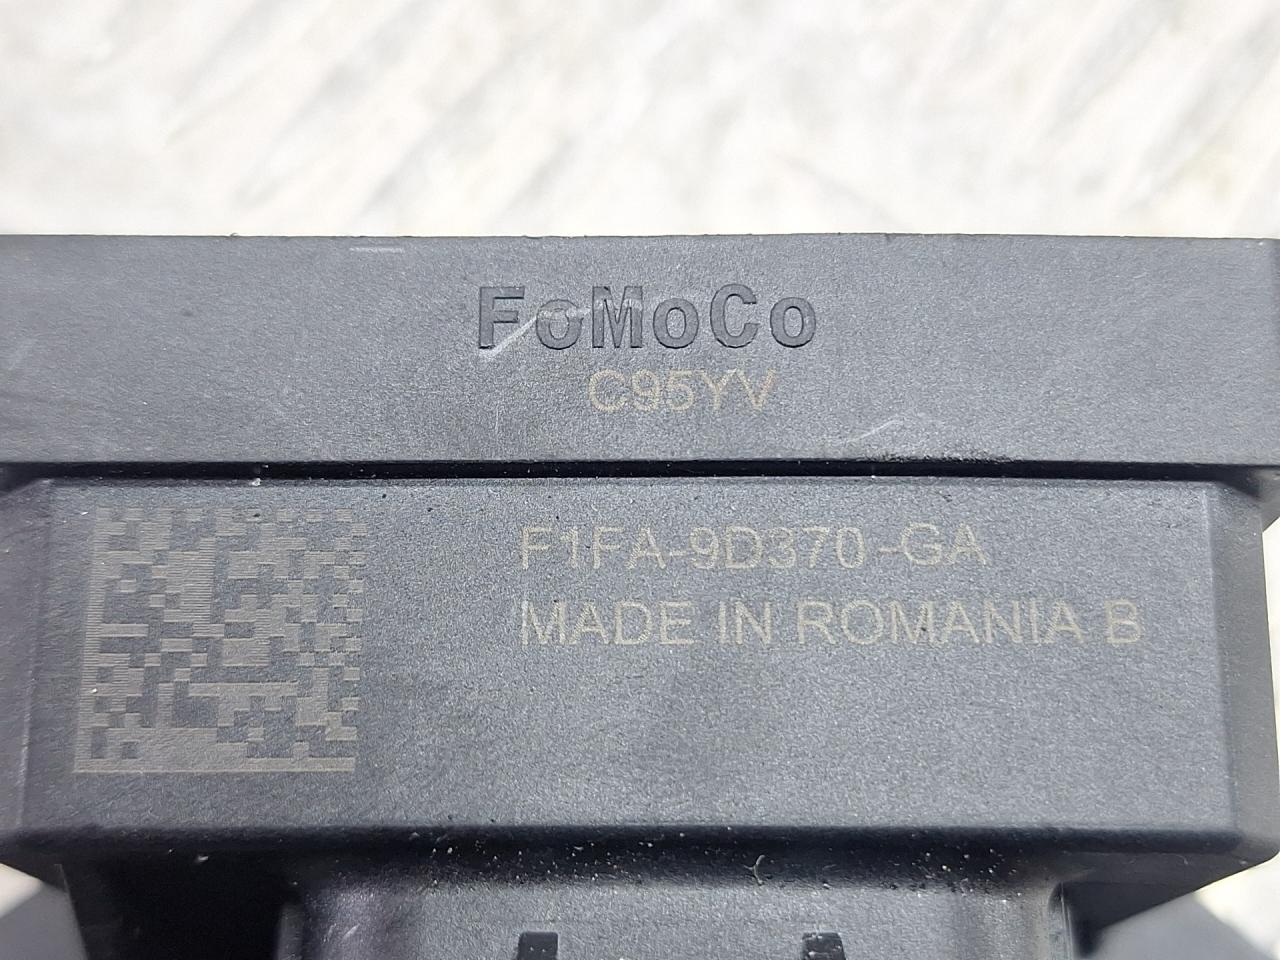 FoMoCo
C95YV
F1FA-9D370-GA
MADE IN ROMANIA B